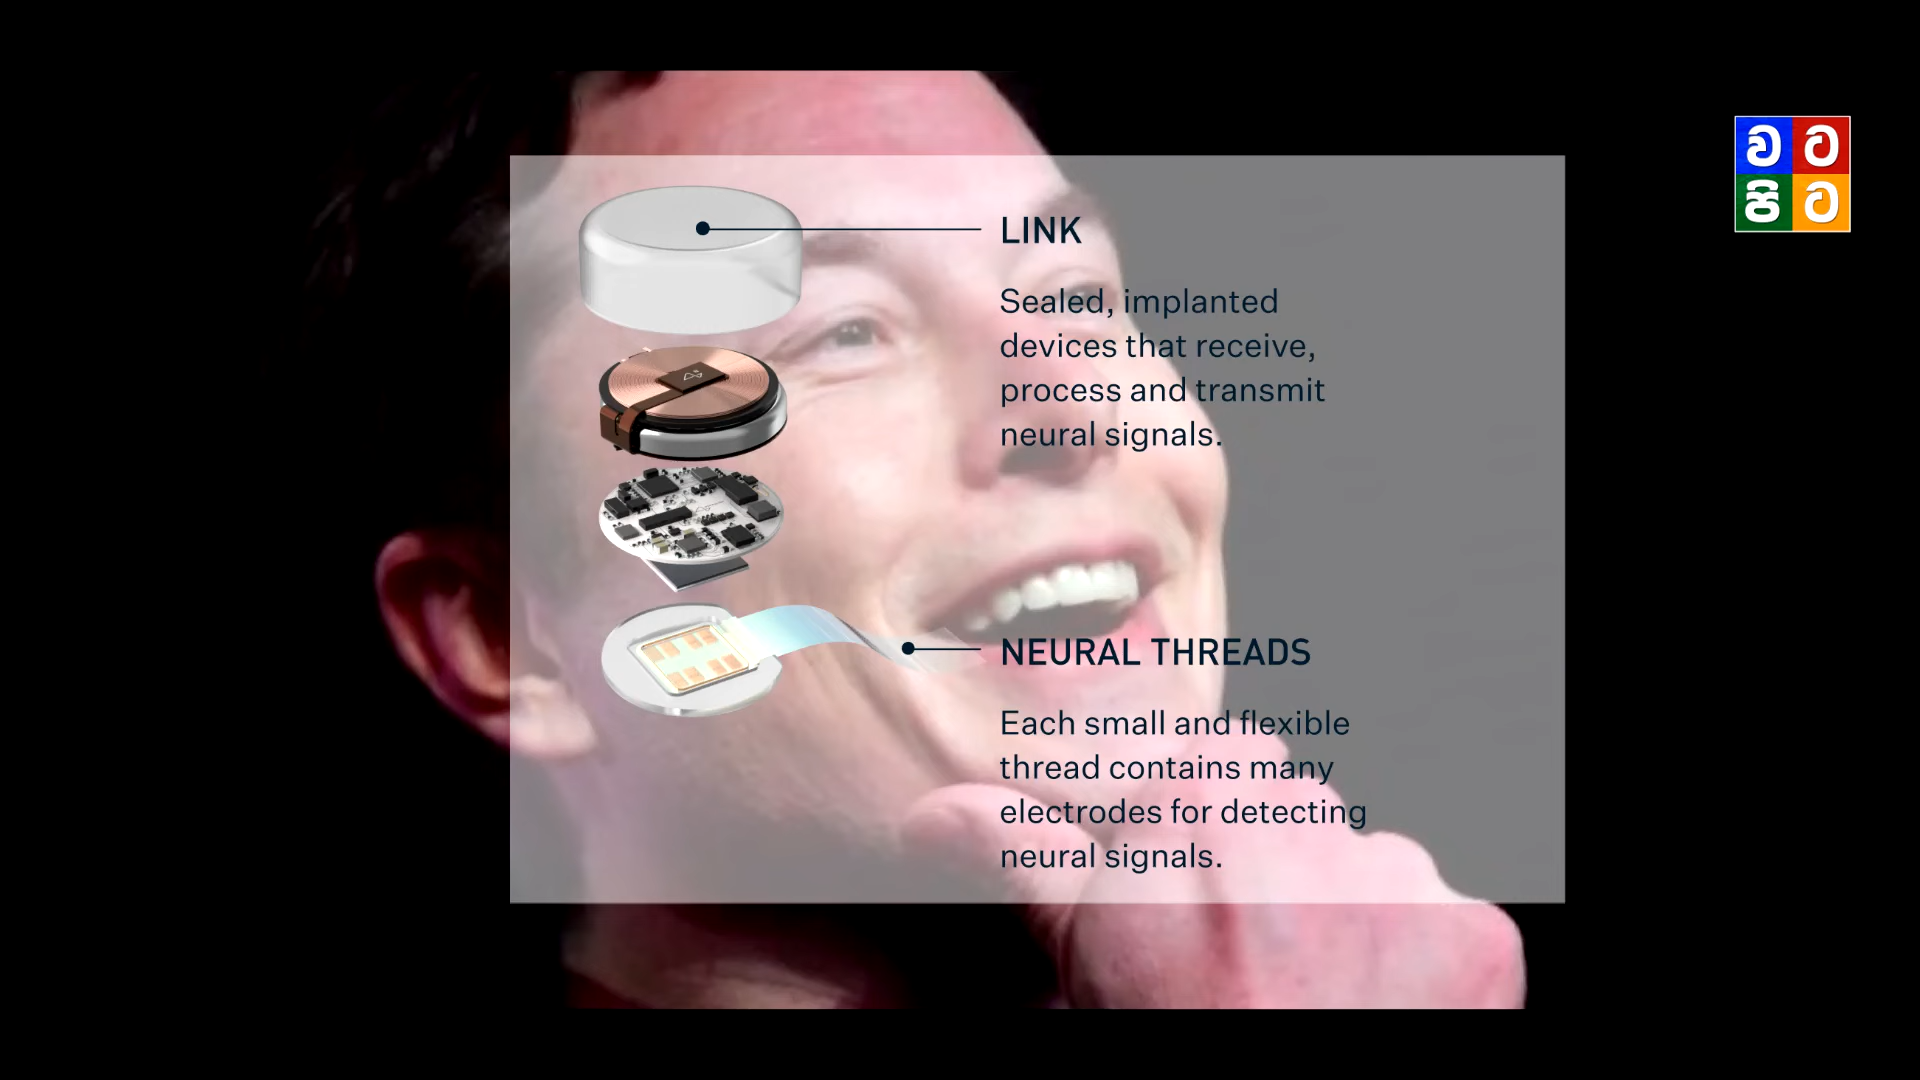 LINK
Sealed, implanted
devices that receive,
process and transmit
neural signals.
NEURAL THREADS
Each small and flexible
thread contains many
electrodes for detecting
neural signals.